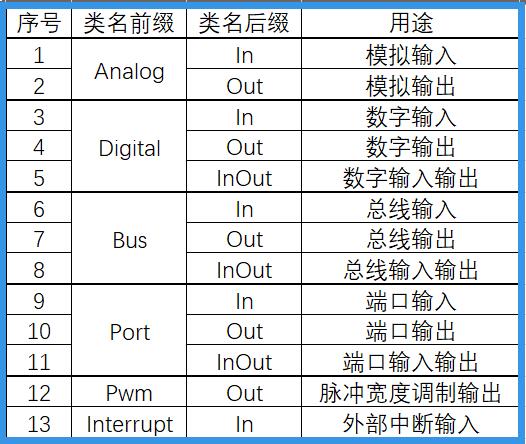 序号 类名前缀 类名后缀 用途
1 Analog In 模拟输入
2 Out 模拟输出
3 Digital In 数字输入
4 Out 数字输出
5 InOut 数字输入输出
6 Bus In 总线输入
7 Out 总线输出
8 InOut 总线输入输出
9 Port In 端口输入
10 Out 端口输出
11 InOut 端口输入输出
12 Pwm Out 脉冲宽度调制输出
13 Interrupt In 外部中断输入